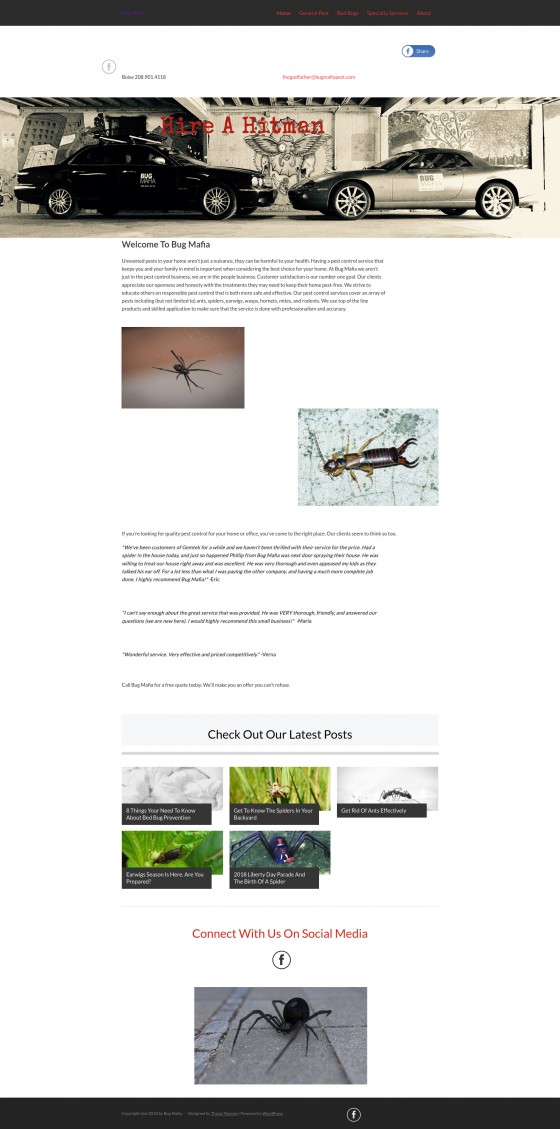 Home General Pest Bed Bugs Specialty Services About
Share
Boise 208.901.4118
thegodfather@bugmafiapest.com
Hire A Hitman
BUG
MAFIA
BUG
MAFIA
Welcome To Bug Mafia
Unwanted pests in your home aren't just a nuisance, they can be harmful to your health. Having a pest control service that
keeps you and your family in mind is important when considering the best choice for your home. At Bug Mafia we aren't
just in the pest control business, we are in the people business. Customer satisfaction is our number one goal. Our clients
appreciate our openness and honesty with the treatments they may need to keep their home pest-free. We strive to
educate others on responsible pest control that is both more safe and effective. Our pest control services cover an array of
pests including (but not limited to) ants, spiders, earwigs, wasps, hornets, mites, and rodents. We use top of the line
products and skilled application to make sure that the service is done with professionalism and accuracy.
If you're looking for quality pest control for your home or office, you've come to the right place. Our clients seem to think so too.
"We've been customers of Gemtek for a while and we haven't been thrilled with their service for the price. Had a
spider in the house today, and just so happened Phillip from Bug Mafia was next door spraying their house. He was
willing to treat our house right away and was excellent. He was very thorough and even appeased my kids as they
talked his ear off. For a lot less than what I was paying the other company, and having a much more complete job
done, I highly recommend Bug Mafia!" -Eric
"I can't say enough about the great service that was provided. He was VERY thorough, friendly, and answered our
questions (we are new here). I would highly recommend this small business!" -Maria
"Wonderful service. Very effective and priced competitively." -Verna
Call Bug Mafia for a free quote today. We'll make you an offer you can't refuse.
Check Out Our Latest Posts
8 Things Your Need To Know
About Bed Bug Prevention
Get To Know The Spiders In Your
Backyard
Get Rid Of Ants Effectively
Earwigs Season Is Here. Are You
Prepared?
2018 Liberty Day Parade And
The Birth Of A Spider
Connect With Us On Social Media
Designed by | Powered by WordPress